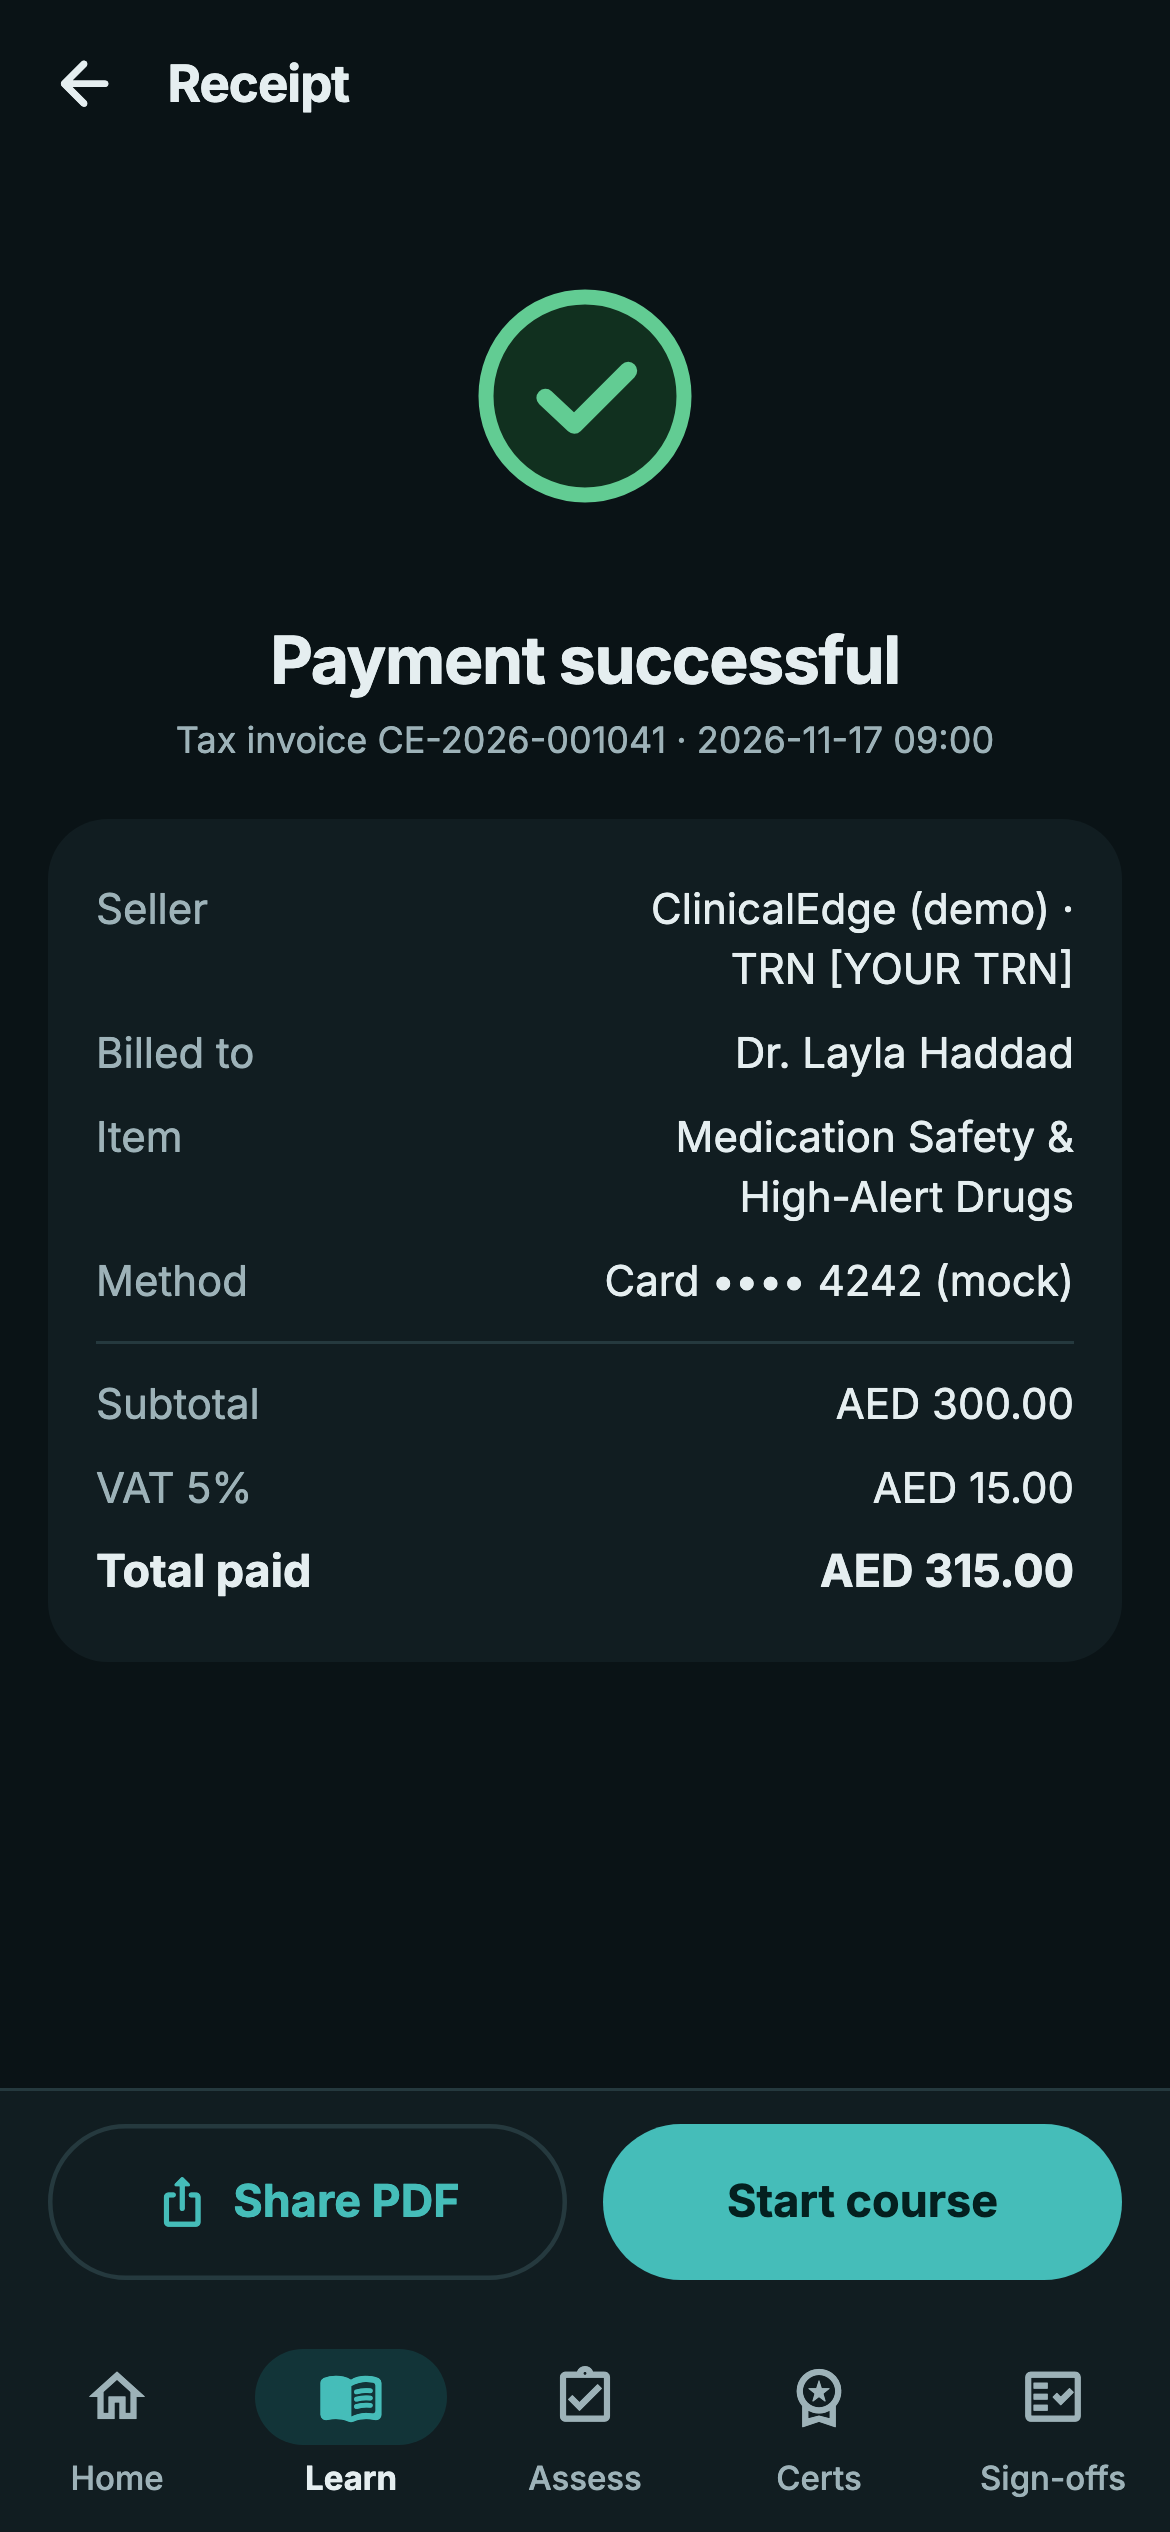 Receipt
Payment successful
Tax invoice CE-2026-001041 · 2026-11-17 09:00
Seller ClinicalEdge (demo) ·
TRN [YOUR TRN]
Billed to Dr. Layla Haddad
Item Medication Safety &
High-Alert Drugs
Method Card •••• 4242 (mock)
Subtotal AED 300.00
VAT 5% AED 15.00
Total paid AED 315.00
Share PDF Start course
Home Learn Assess Certs Sign-offs